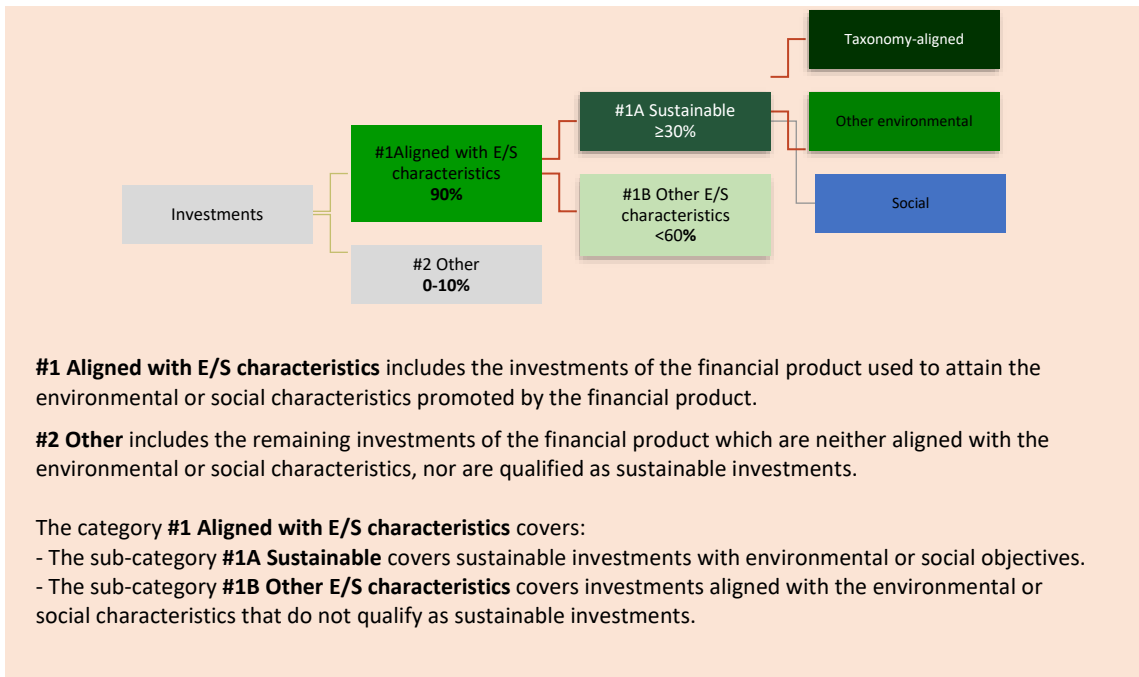 Taxonomy-aligned
#1A Sustainable
≥30%
Other environmental
#1Aligned with E/S
characteristics
90%
#1B Other E/S
characteristics
<60%
Investments
Social
#2 Other
0-10%
#1 Aligned with E/S characteristics includes the investments of the financial product used to attain the
environmental or social characteristics promoted by the financial product.
#2 Other includes the remaining investments of the financial product which are neither aligned with the
environmental or social characteristics, nor are qualified as sustainable investments.
The category #1 Aligned with E/S characteristics covers:
- The sub-category #1A Sustainable covers sustainable investments with environmental or social objectives.
- The sub-category #1B Other E/S characteristics covers investments aligned with the environmental or
social characteristics that do not qualify as sustainable investments.